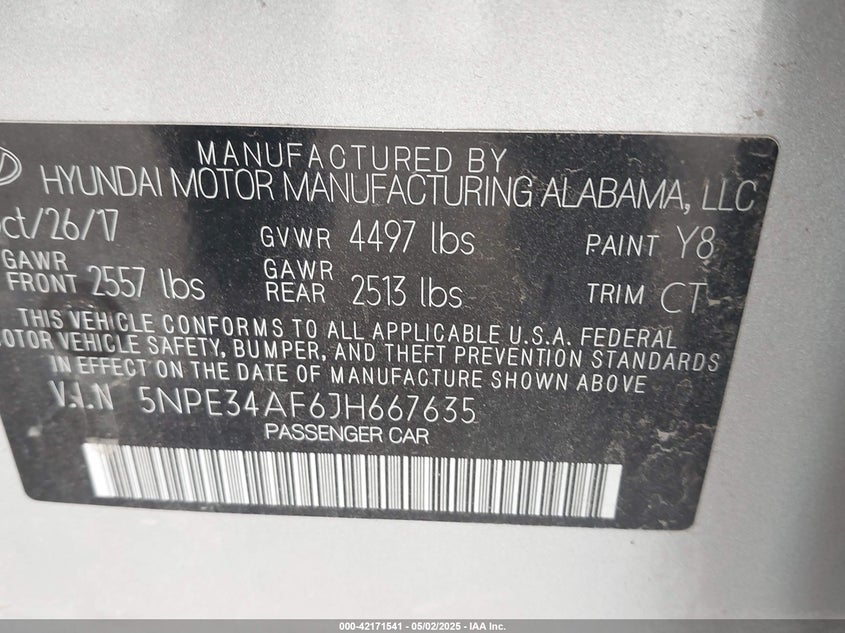 MANUFACTURED BY
HYUNDAI MOTOR MANUFACTURING ALABAMA, LLC
ct/26/17 GVWR 4497 lbs PAINT Y8
GAWR FRONT 2557 lbs GAWR REAR 2513 lbs TRIM CT
THIS VEHICLE CONFORMS TO ALL APPLICABLE U.S.A. FEDERAL
OTOR VEHICLE SAFETY, BUMPER, AND THEFT PREVENTION STANDARDS
IN EFFECT ON THE DATE OF MANUFACTURE SHOWN ABOVE
V.I.N 5NPE34AF6JH667635
PASSENGER CAR
000-42171541 - 05/02/2025 - IAA Inc.